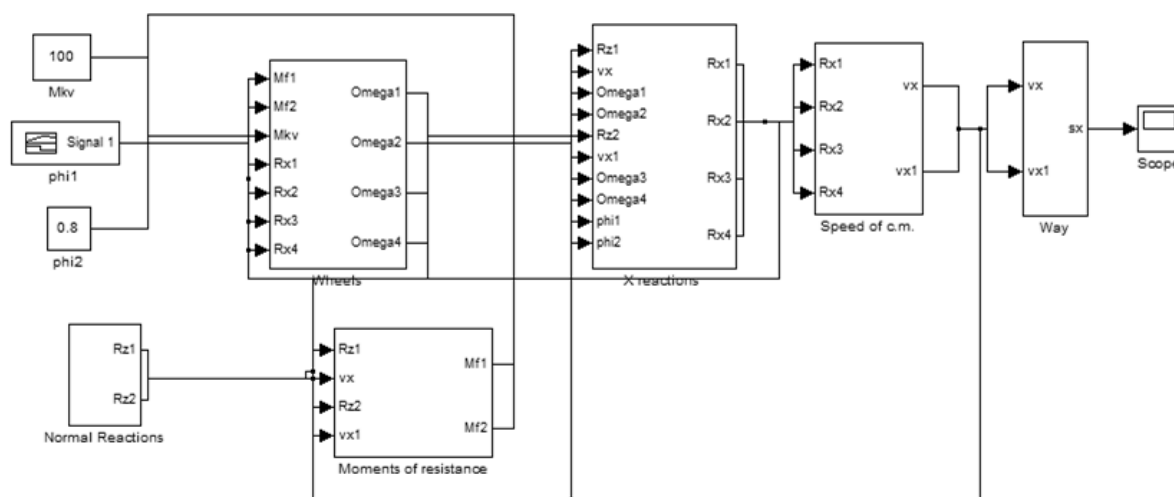 100
Mkv
Signal 1
phi1
0.8
phi2
Mf1
Mf2
Mkv
Rx1
Rx2
Rx3
Rx4
Omega1
Omega2
Omega3
Omega4
Wheels
Rz1
vx
Omega1
Omega2
Rz2
vx1
Omega3
Omega4
phi1
phi2
Rx1
Rx2
Rx3
Rx4
X reactions
Rx1
Rx2
Rx3
Rx4
vx
vx1
Speed of c.m.
vx
vx1
sx
Way
Scope
Rz1
Rz2
Normal Reactions
Rz1
vx
Rz2
vx1
Mf1
Mf2
Moments of resistance